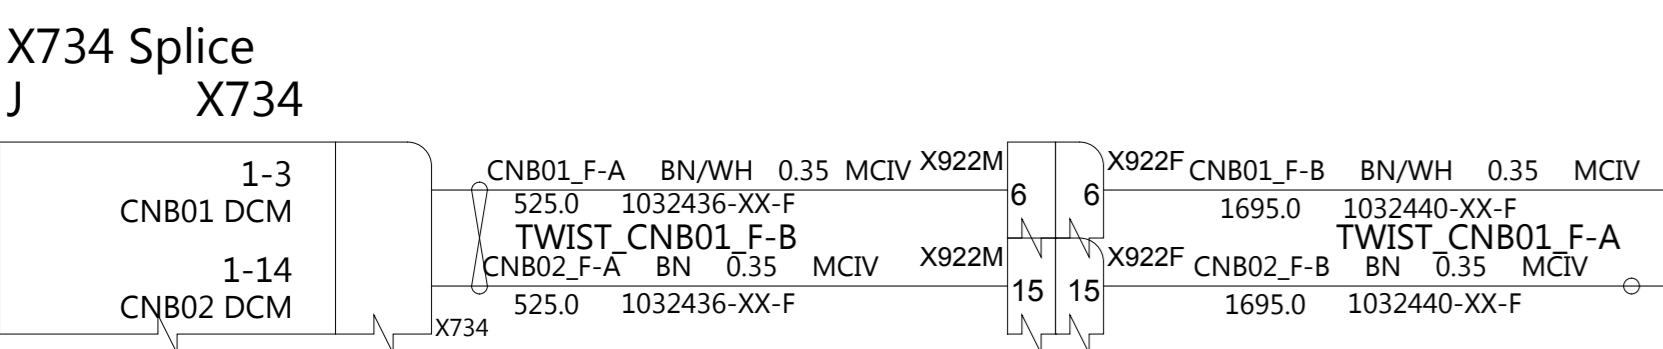 X734 Splice
J X734
1-3
CNB01 DCM
CNB01_F-A BN/WH 0.35 MCIV X922M
525.0 1032436-XX-F
6 6
X922F CNB01_F-B BN/WH 0.35 MCIV
1695.0 1032440-XX-F
TWIST_CNB01_F-B
TWIST_CNB01_F-A
1-14
CNB02 DCM
CNB02_F-A BN 0.35 MCIV X922M
525.0 1032436-XX-F
15 15
X922F CNB02_F-B BN 0.35 MCIV
1695.0 1032440-XX-F
X734